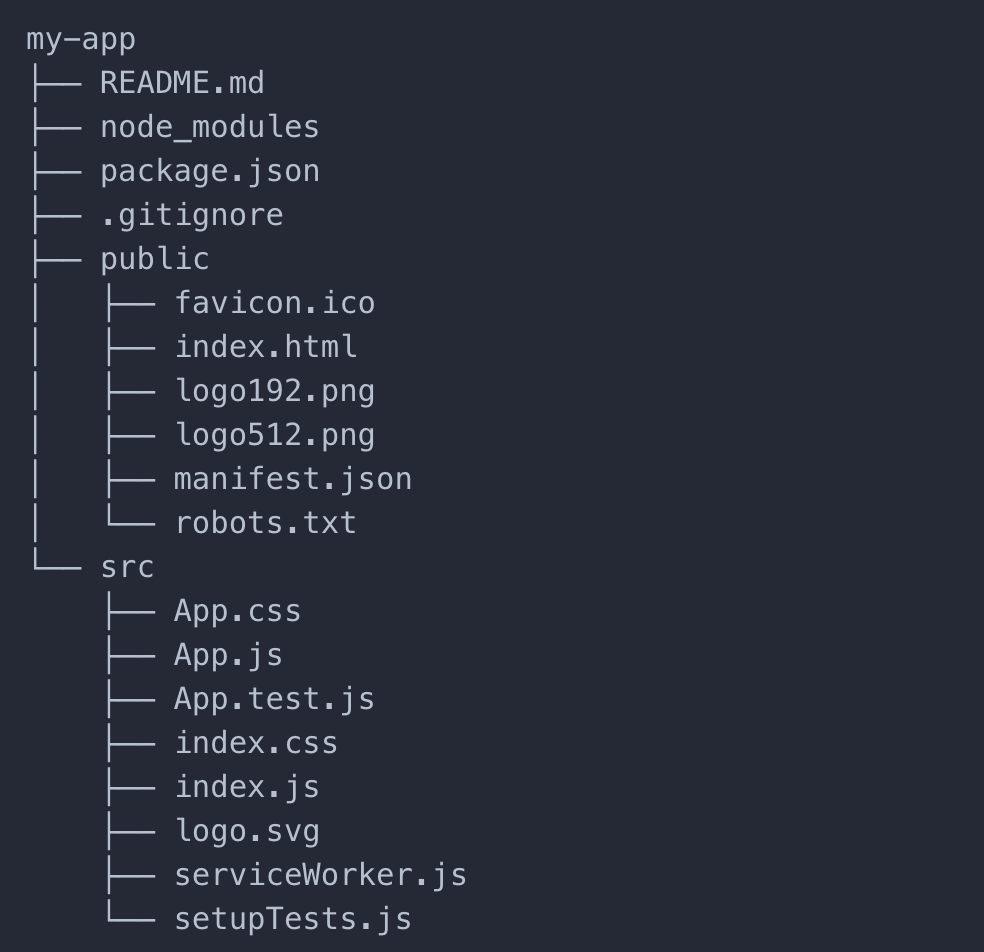 my-app
├── README.md
├── node_modules
├── package.json
├── .gitignore
├── public
│   ├── favicon.ico
│   ├── index.html
│   ├── logo192.png
│   ├── logo512.png
│   ├── manifest.json
│   └── robots.txt
└── src
    ├── App.css
    ├── App.js
    ├── App.test.js
    ├── index.css
    ├── index.js
    ├── logo.svg
    ├── serviceWorker.js
    └── setupTests.js